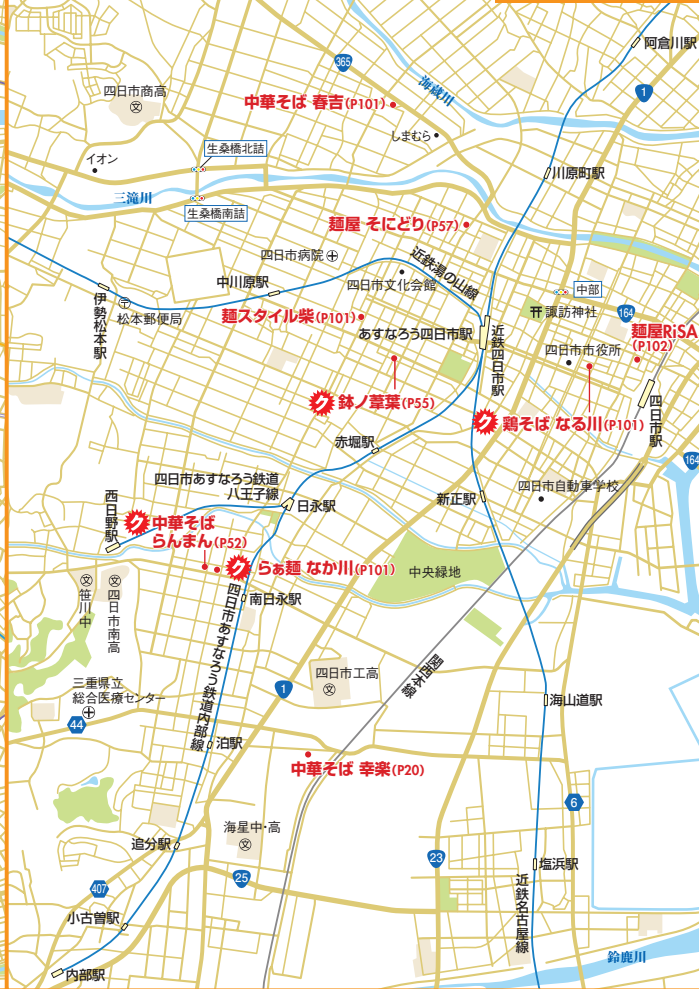 阿倉川駅
365
海蔵川
1
四日市商高
中華そば 春吉(P101)
しまむら
生桑橋北詰
イオン
川原町駅
三滝川
生桑橋南詰
麺屋 そにどり(P57)
四日市病院
近鉄湯の山線
中川原駅
四日市文化会館
中部
伊勢松本駅
松本郵便局
麺スタイル柴(P101)
諏訪神社
164
あすなろう四日市駅
近鉄四日市駅
麺屋RiSA
(P102)
四日市市役所
鉢ノ葦葉(P55)
ク
四日市駅
ク
鶏そば なる川(P101)
赤堀駅
164
四日市あすなろう鉄道
八王子線
日永駅
新正駅
四日市自動車学校
西日野駅
ク
中華そば
らんまん(P52)
ク
らぁ麺 なか川(P101)
中央緑地
笹川中
四日市南高
南日永駅
四日市あすなろう鉄道内部線
関西本線
四日市工高
三重県立
総合医療センター
1
44
海山道駅
泊駅
中華そば 幸楽(P20)
6
海星中・高
追分駅
23
塩浜駅
25
407
近鉄名古屋線
小古曽駅
鈴鹿川
内部駅